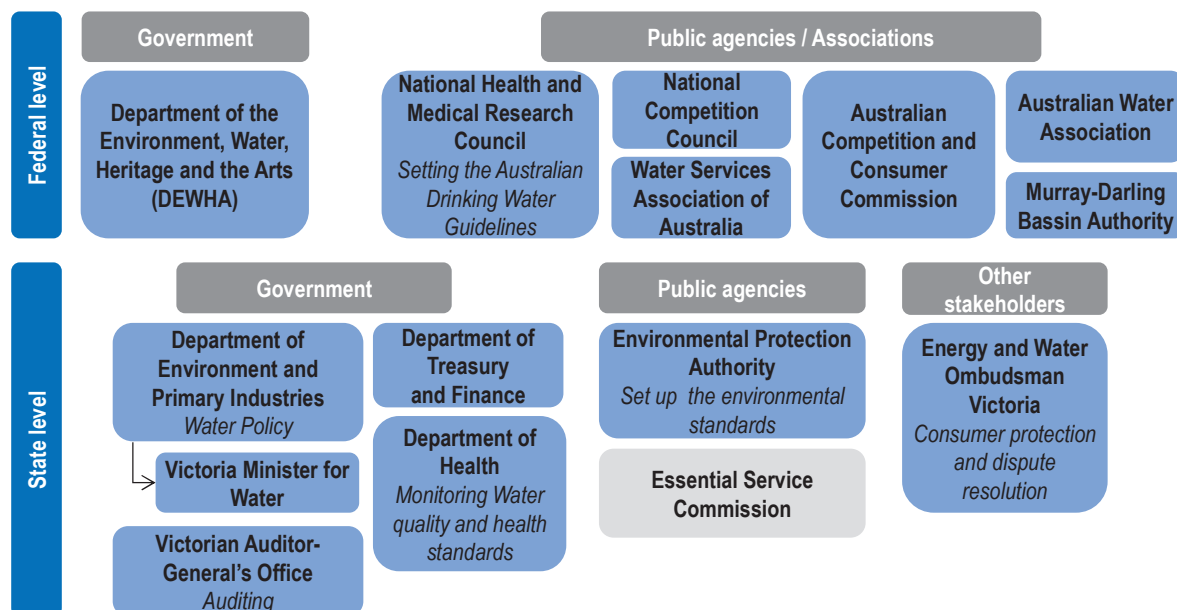 Federal level
Government
Department of the
Environment, Water,
Heritage and the Arts
(DEWHA)
Public agencies / Associations
National Health and
Medical Research
Council
Setting the Australian
Drinking Water
Guidelines
National
Competition
Council
Water Services
Association of
Australia
Australian
Competition and
Consumer
Commission
Australian Water
Association
Murray-Darling
Bassin Authority
State level
Government
Department of
Environment and
Primary Industries
Water Policy
Victoria Minister for
Water
Victorian Auditor-
General's Office
Auditing
Department of
Treasury
and Finance
Department of
Health
Monitoring Water
quality and health
standards
Public agencies
Environmental Protection
Authority
Set up the environmental
standards
Essential Service
Commission
Other
stakeholders
Energy and Water
Ombudsman
Victoria
Consumer protection
and dispute
resolution